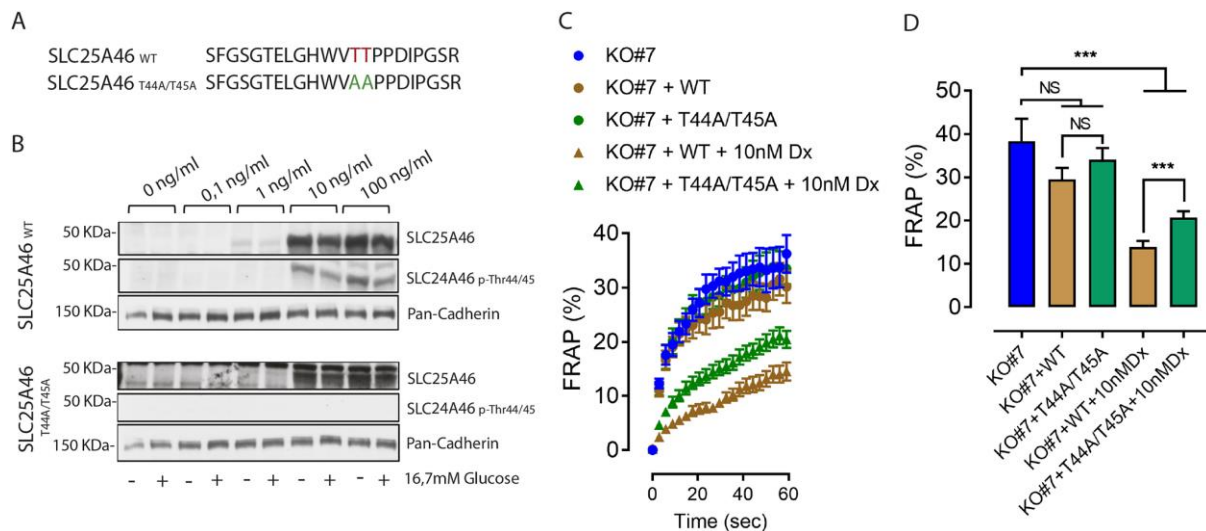 A
SLC25A46 WT SFGSGTELGHWVTTPPDIPGSR
SLC25A46 T44A/T45A SFGSGTELGHWVAAPPDIPGSR
B
0 ng/ml 0,1 ng/ml 1 ng/ml 10 ng/ml 100 ng/ml
SLC25A46 WT
50 KDa- SLC25A46
50 KDa- SLC24A46 p-Thr44/45
150 KDa- Pan-Cadherin
SLC25A46 T44A/T45A
50 KDa- SLC25A46
50 KDa- SLC24A46 p-Thr44/45
150 KDa- Pan-Cadherin
- + - + - + - + - + 16,7mM Glucose
C
KO#7
KO#7 + WT
KO#7 + T44A/T45A
KO#7 + WT + 10nM Dx
KO#7 + T44A/T45A + 10nM Dx
FRAP (%)
40
30
20
10
0
0 20 40 60
Time (sec)
D
***
NS
NS
***
FRAP (%)
50
40
30
20
10
0
KO#7
KO#7+WT
KO#7+T44A/T45A
KO#7+WT+10nMDx
KO#7+T44A/T45A+10nMDx